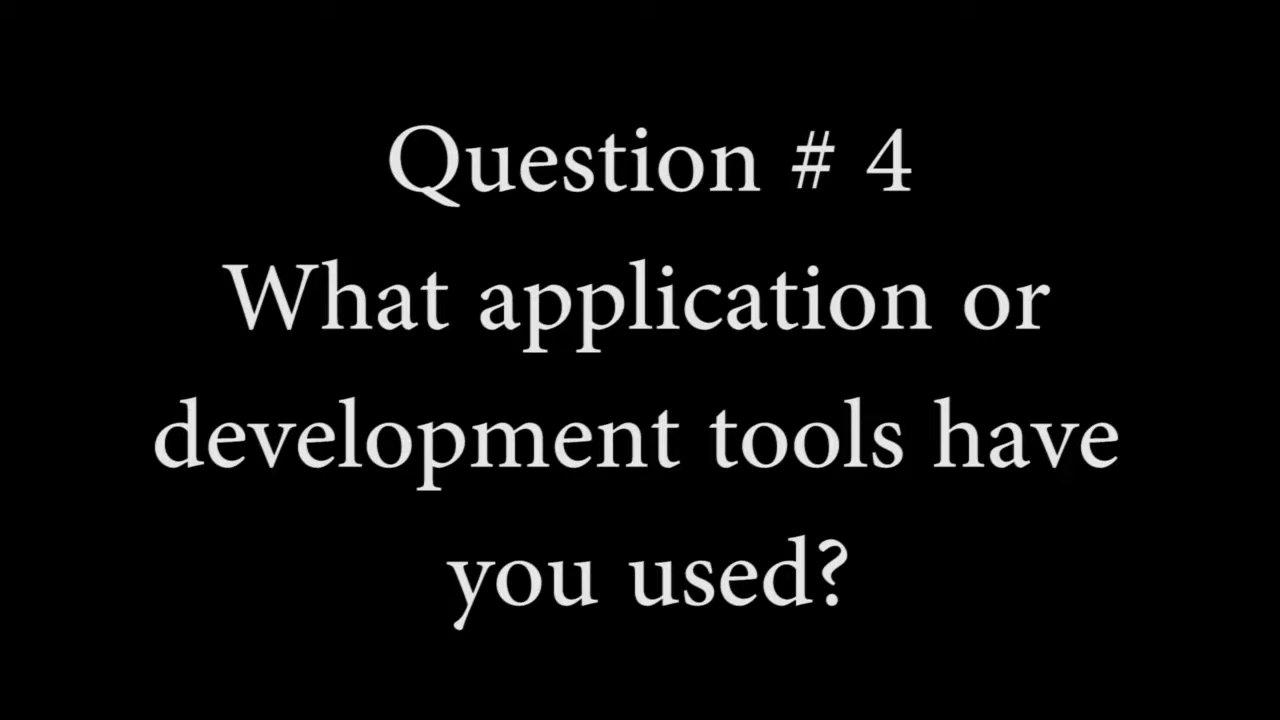 Question # 4
What application or
development tools have
you used?